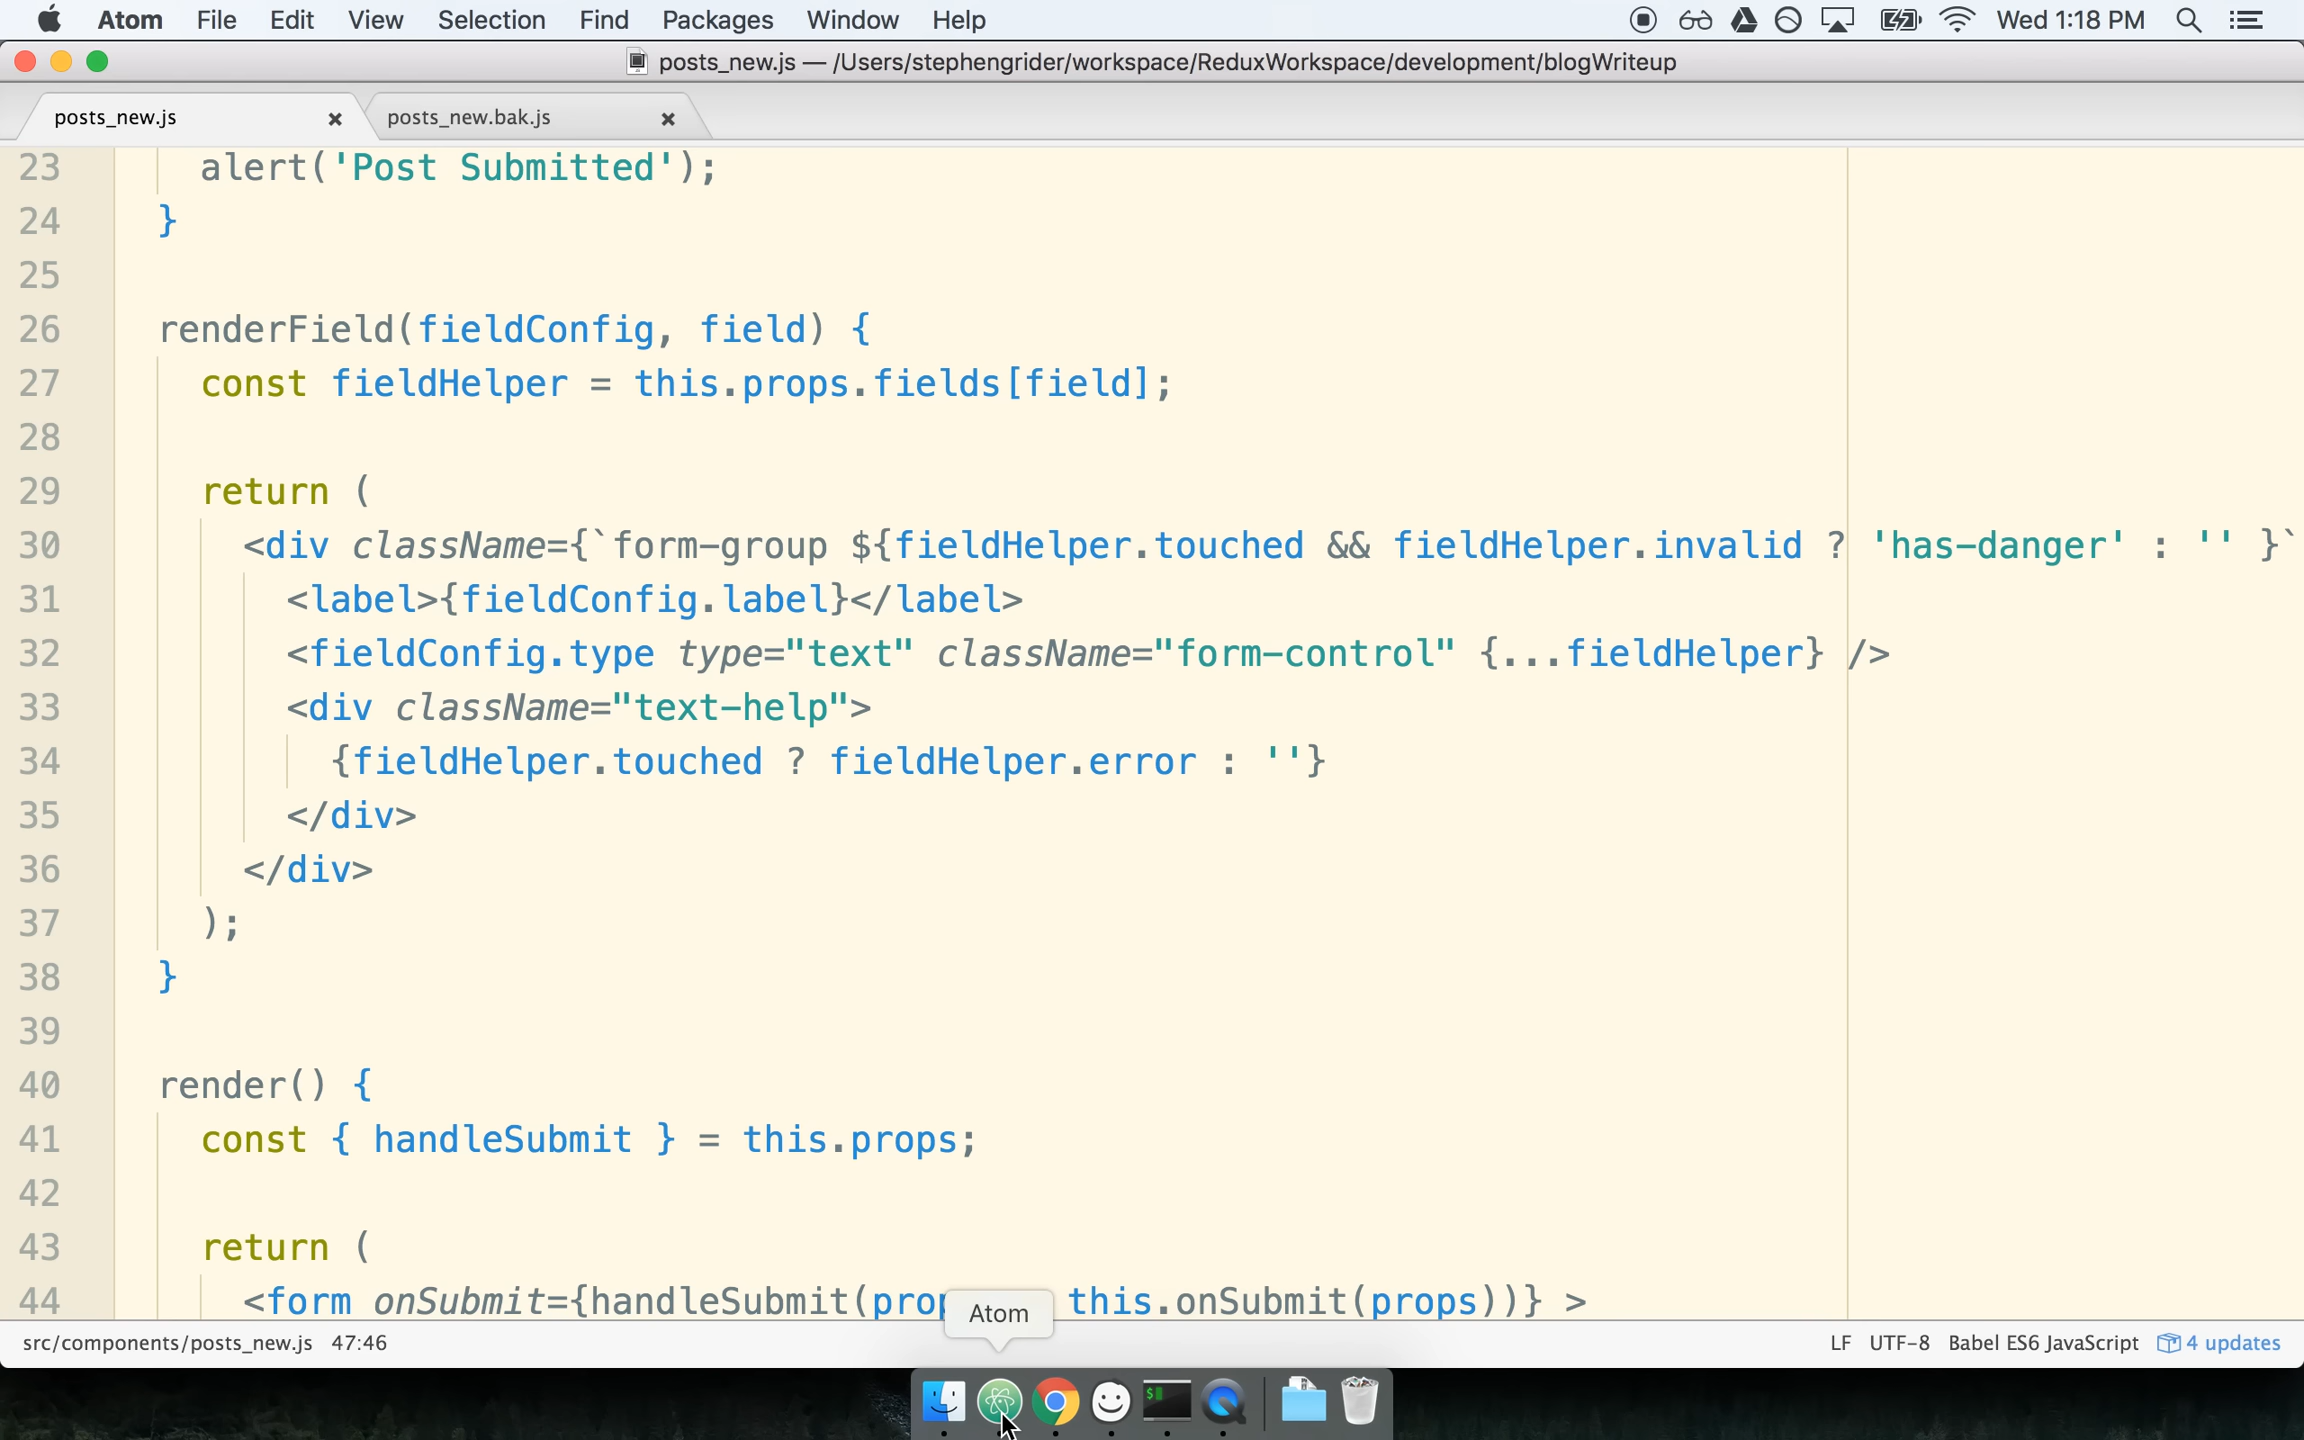 Atom File Edit View Selection Find Packages Window Help Wed 1:18 PM
posts_new.js — /Users/stephengrider/workspace/ReduxWorkspace/development/blogWriteup
posts_new.js posts_new.bak.js
23 alert('Post Submitted');
24 }
25
26 renderField(fieldConfig, field) {
27 const fieldHelper = this.props.fields[field];
28
29 return (
30 <div className={`form-group ${fieldHelper.touched && fieldHelper.invalid ? 'has-danger' : '' }`
31 <label>{fieldConfig.label}</label>
32 <fieldConfig.type type="text" className="form-control" {...fieldHelper} />
33 <div className="text-help">
34 {fieldHelper.touched ? fieldHelper.error : ''}
35 </div>
36 </div>
37 );
38 }
39
40 render() {
41 const { handleSubmit } = this.props;
42
43 return (
44 <form onSubmit={handleSubmit(prop this.onSubmit(props))} >
Atom
src/components/posts_new.js 47:46 LF UTF-8 Babel ES6 JavaScript 4 updates